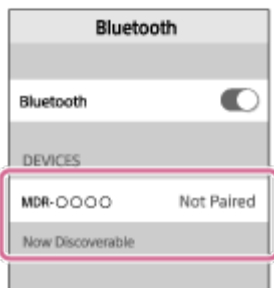 Bluetooth
Bluetooth
DEVICES
MDR-○○○○ Not Paired
Now Discoverable